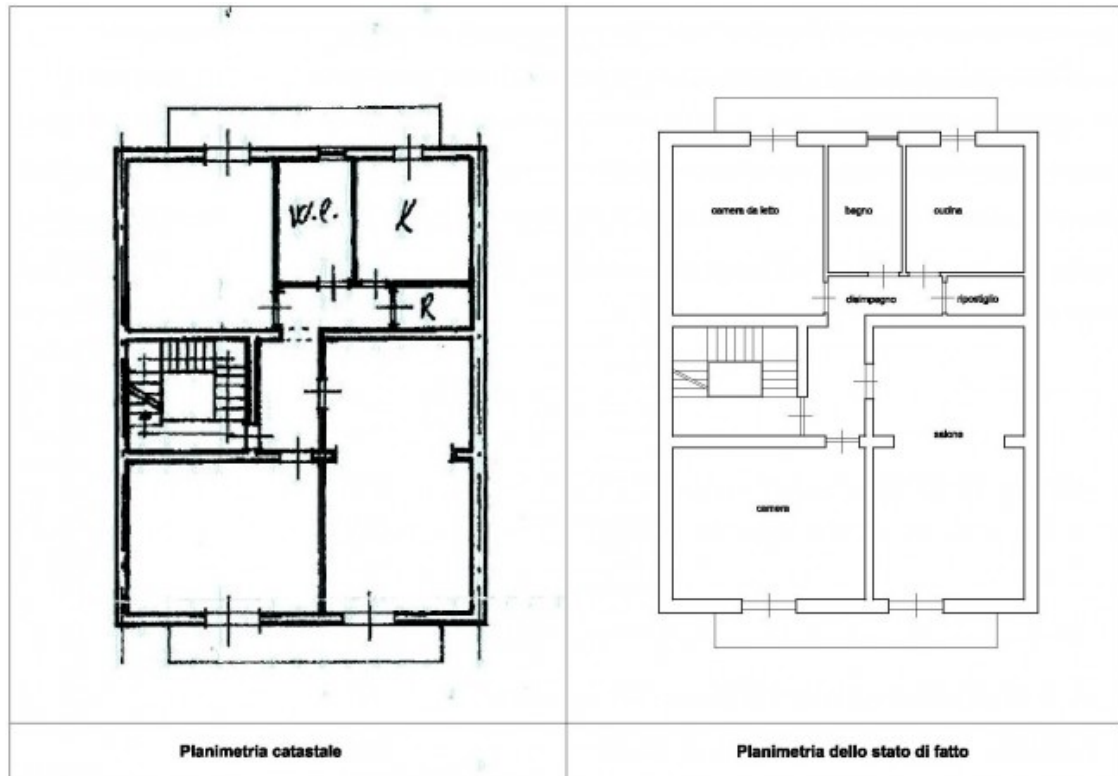 W.C.
K
R
Planimetria catastale
camera da letto
bagno
cucina
disimpegno
ripostiglio
salone
camera
Planimetria dello stato di fatto